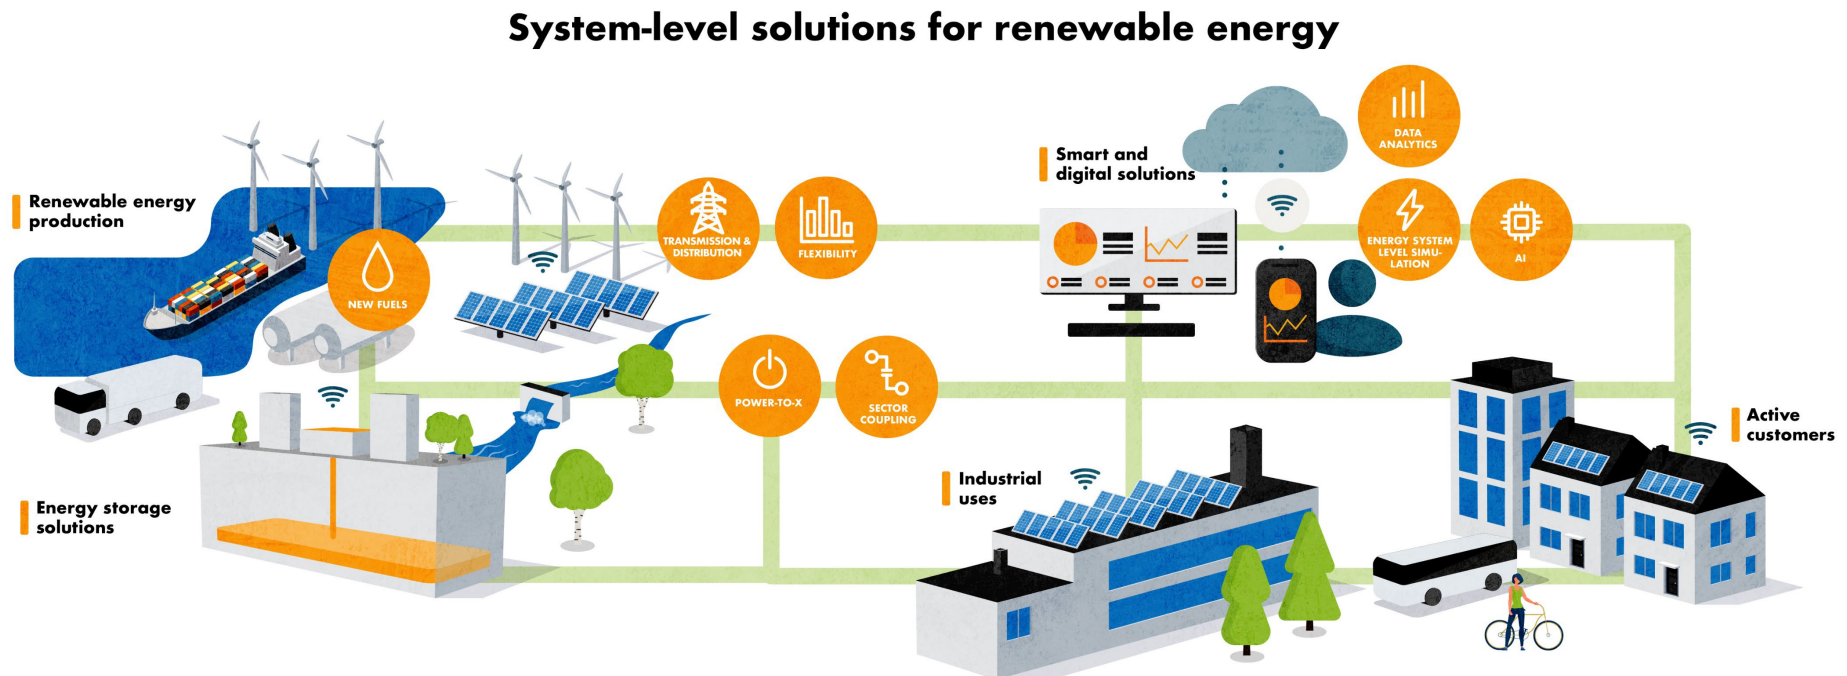 System-level solutions for renewable energy
Renewable energy
production
NEW FUELS
TRANSMISSION &
DISTRIBUTION
FLEXIBILITY
Smart and
digital solutions
DATA
ANALYTICS
ENERGY SYSTEM
LEVEL SIMU-
LATION
AI
POWER-TO-X
SECTOR
COUPLING
Energy storage
solutions
Industrial
uses
Active
customers